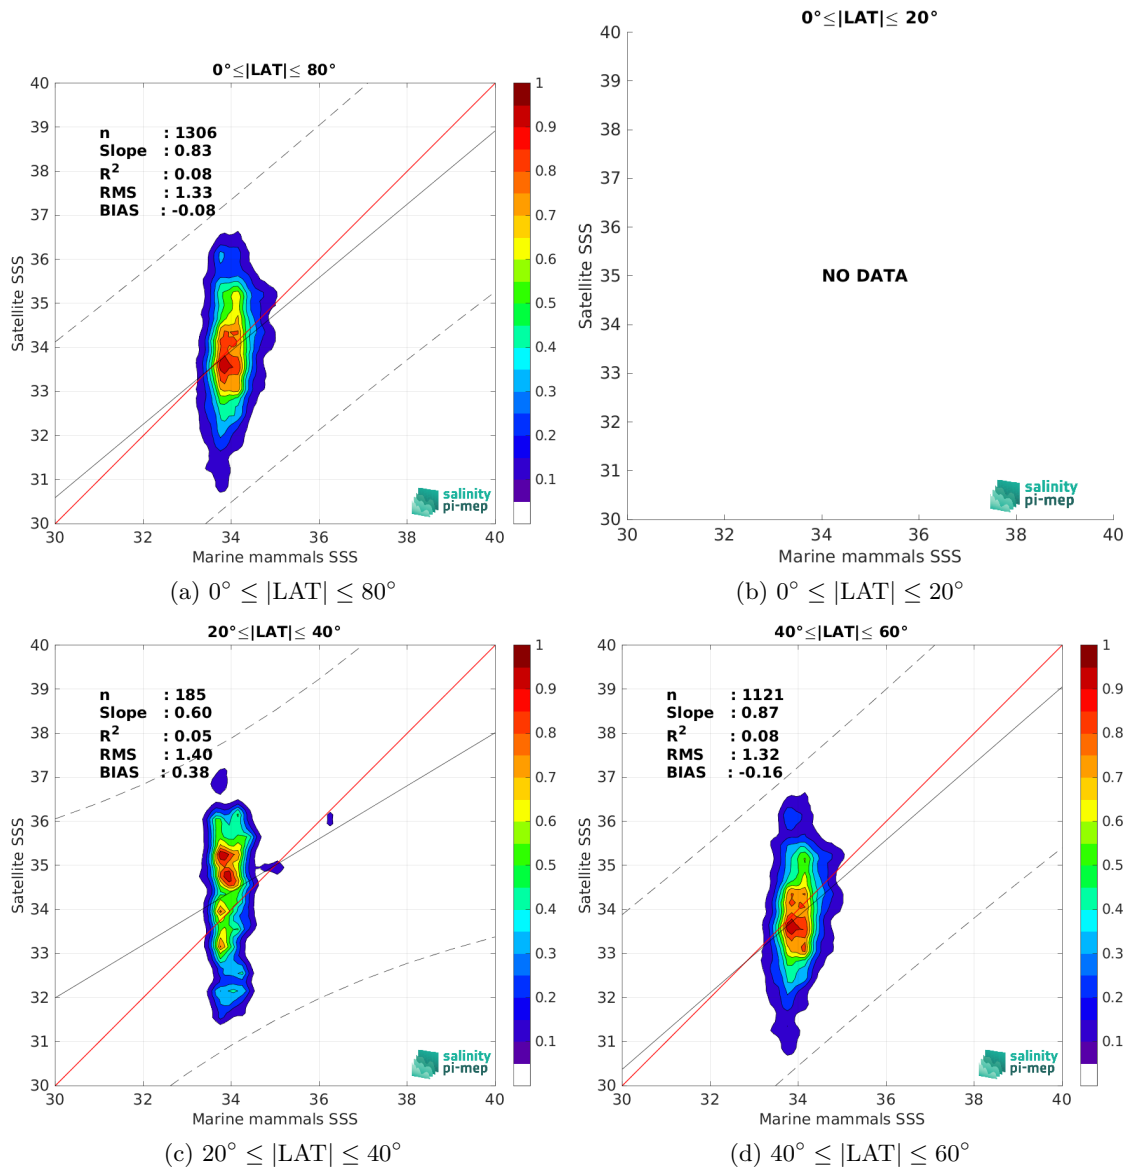 0°≤|LAT|≤ 80°
n : 1306
Slope : 0.83
R² : 0.08
RMS : 1.33
BIAS : -0.08
Satellite SSS
40
39
38
37
36
35
34
33
32
31
30
30 32 34 36 38 40
Marine mammals SSS
1
0.9
0.8
0.7
0.6
0.5
0.4
0.3
0.2
0.1
salinity
pi-mep
(a) 0° ≤ |LAT| ≤ 80°
0°≤|LAT|≤ 20°
NO DATA
Satellite SSS
40
39
38
37
36
35
34
33
32
31
30
30 32 34 36 38 40
Marine mammals SSS
salinity
pi-mep
(b) 0° ≤ |LAT| ≤ 20°
20°≤|LAT|≤ 40°
n : 185
Slope : 0.60
R² : 0.05
RMS : 1.40
BIAS : 0.38
Satellite SSS
40
39
38
37
36
35
34
33
32
31
30
30 32 34 36 38 40
Marine mammals SSS
1
0.9
0.8
0.7
0.6
0.5
0.4
0.3
0.2
0.1
salinity
pi-mep
(c) 20° ≤ |LAT| ≤ 40°
40°≤|LAT|≤ 60°
n : 1121
Slope : 0.87
R² : 0.08
RMS : 1.32
BIAS : -0.16
Satellite SSS
40
39
38
37
36
35
34
33
32
31
30
30 32 34 36 38 40
Marine mammals SSS
1
0.9
0.8
0.7
0.6
0.5
0.4
0.3
0.2
0.1
salinity
pi-mep
(d) 40° ≤ |LAT| ≤ 60°